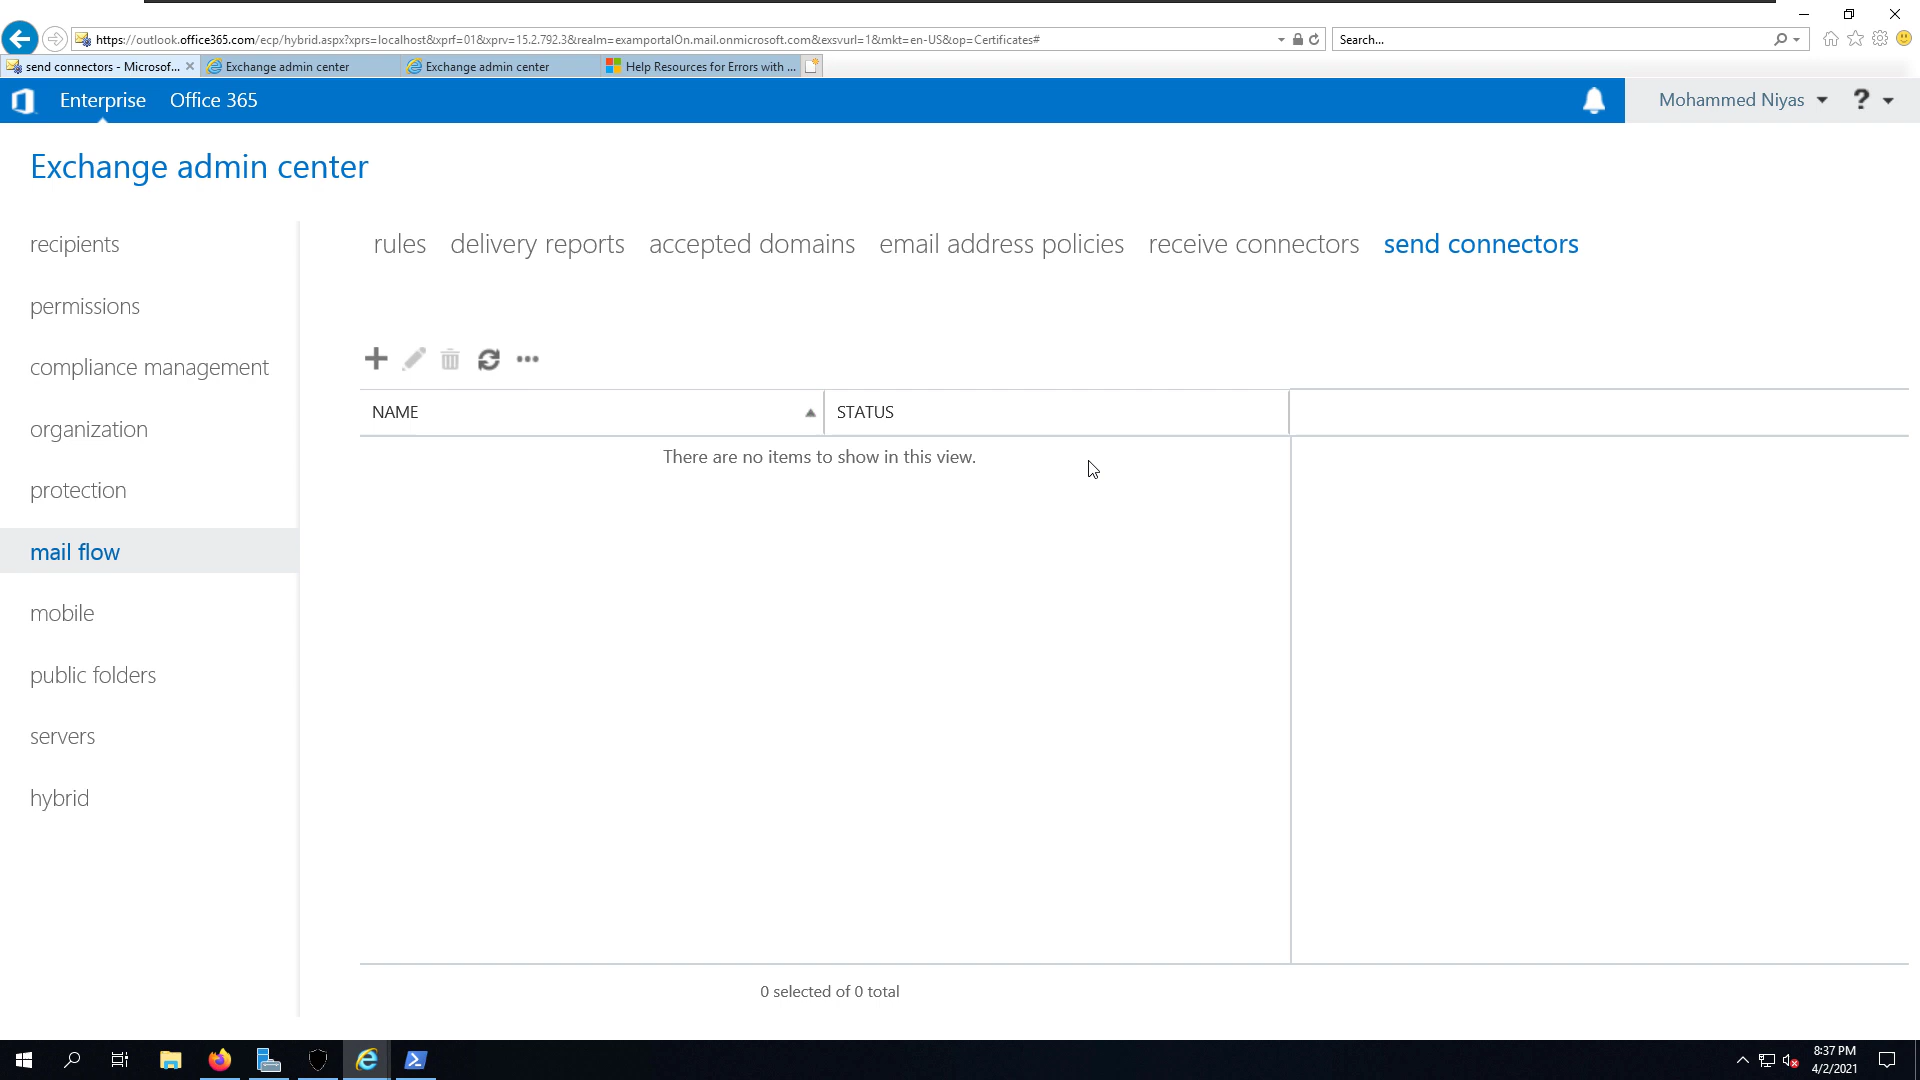 https://outlook.office365.com/ecp/hybrid.aspx?xprs=localhost&xprf=01&xprv=15.2.792.3&realm=examportalOn.mail.onmicrosoft.com&exsvurl=1&mkt=en-US&op=Certificates#
Search...
send connectors - Microsof...
Exchange admin center
Exchange admin center
Help Resources for Errors with ...
Enterprise
Office 365
Mohammed Niyas
?
Exchange admin center
recipients
permissions
compliance management
organization
protection
mail flow
mobile
public folders
servers
hybrid
rules
delivery reports
accepted domains
email address policies
receive connectors
send connectors
NAME
STATUS
There are no items to show in this view.
0 selected of 0 total
8:37 PM
4/2/2021